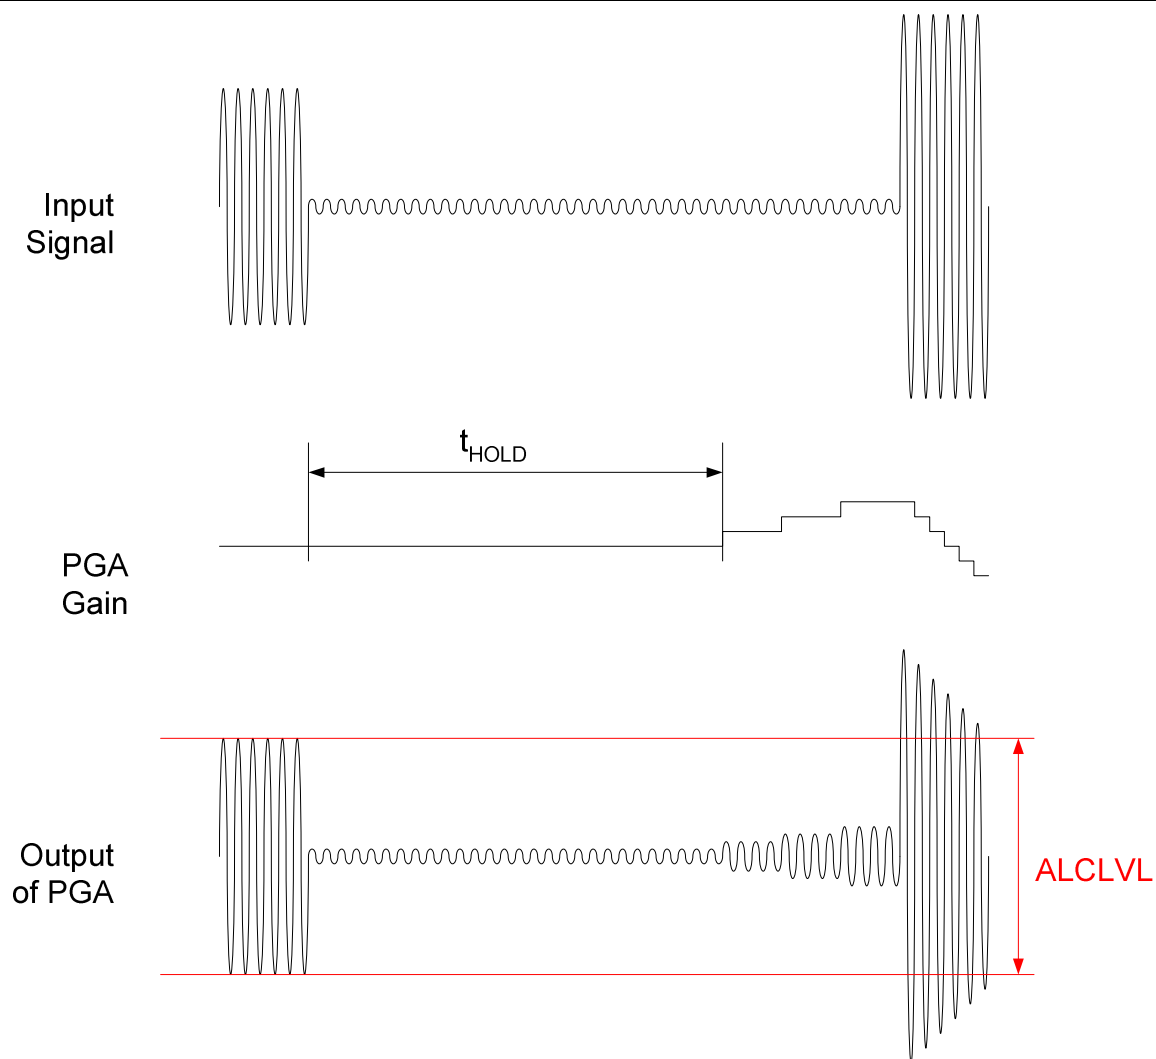 Input
Signal
tHOLD
PGA
Gain
Output
of PGA
ALCLVL